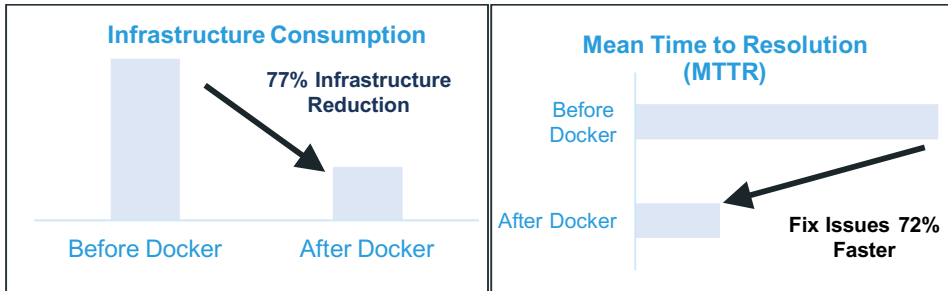 Infrastructure Consumption
77% Infrastructure
Reduction
Before Docker
After Docker
Mean Time to Resolution
(MTTR)
Before
Docker
After Docker
Fix Issues 72%
Faster